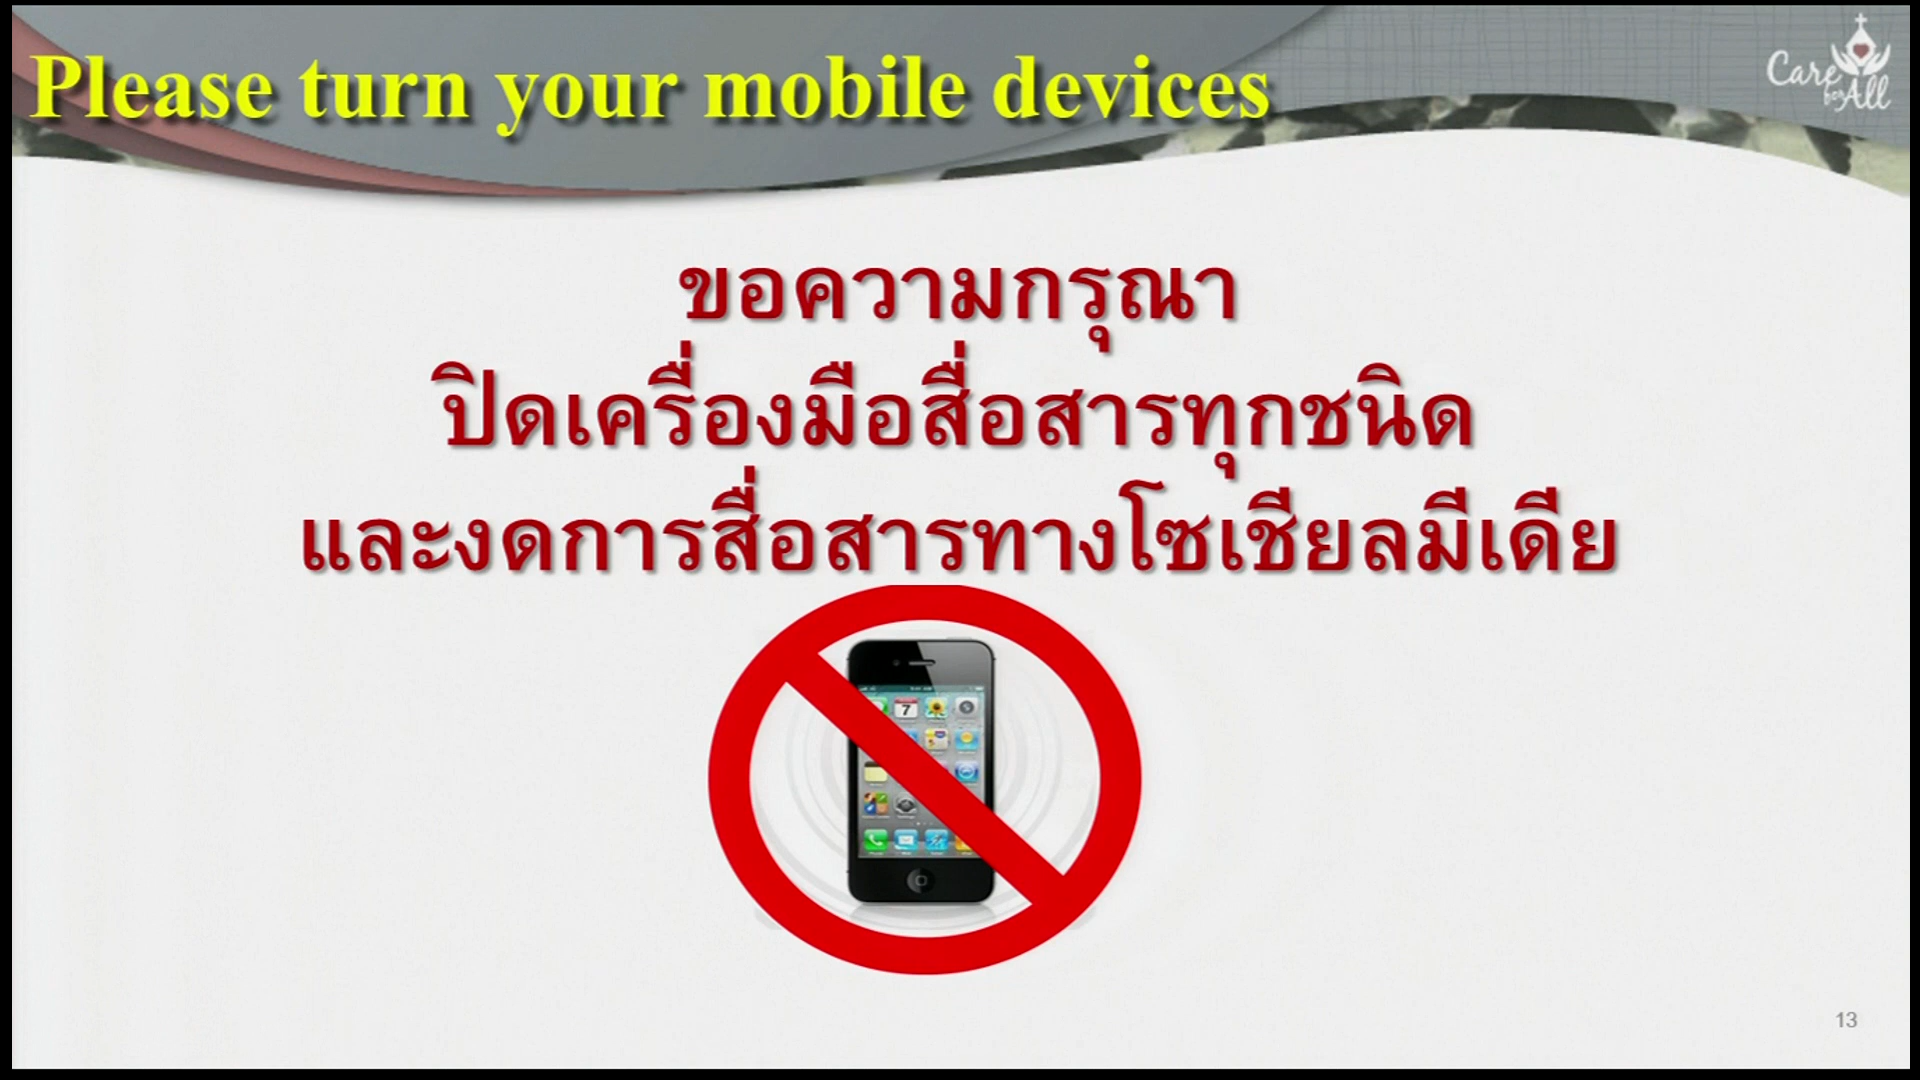 Please turn your mobile devices
Care
for All
ขอความกรุณา
ปิดเครื่องมือสื่อสารทุกชนิด
และงดการสื่อสารทางโซเชียลมีเดีย
7
13